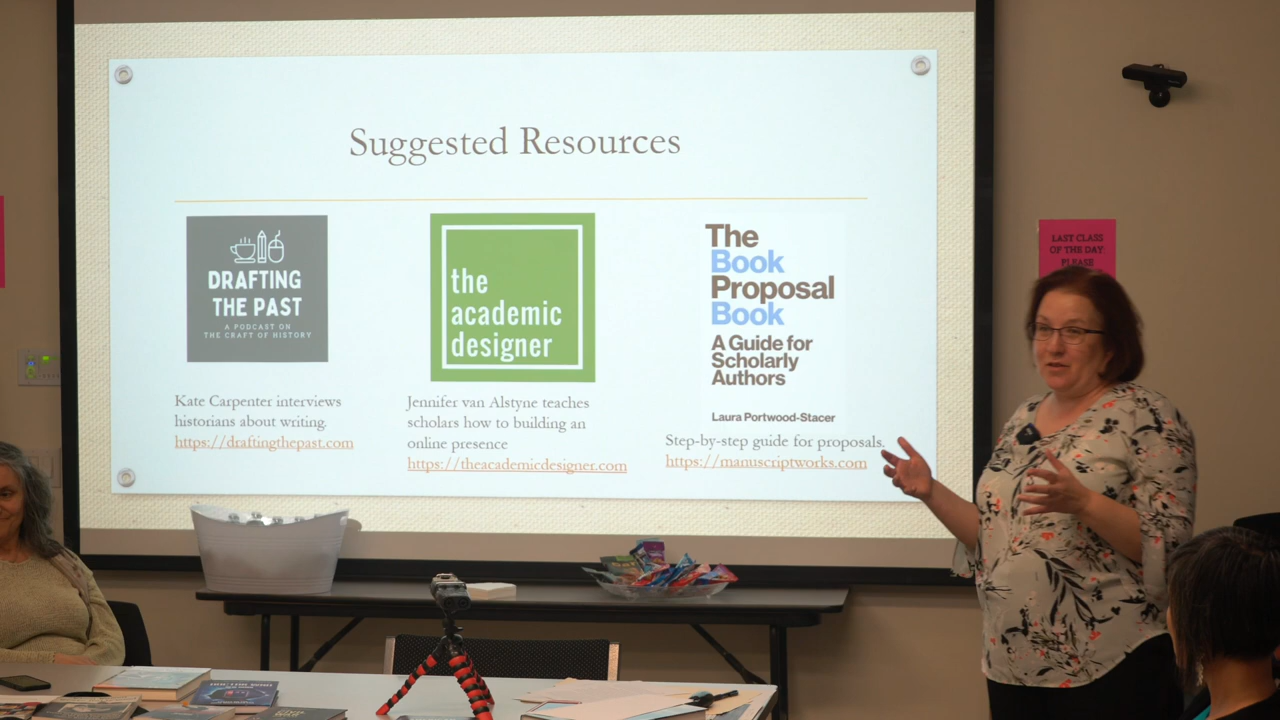 Suggested Resources
DRAFTING
THE PAST
A PODCAST ON
THE CRAFT OF HISTORY
Kate Carpenter interviews
historians about writing.
https://draftingthepast.com
the
academic
designer
Jennifer van Alstyne teaches
scholars how to building an
online presence
https://theacademicdesigner.com
The
Book
Proposal
Book
A Guide for
Scholarly
Authors
Laura Portwood-Stacer
Step-by-step guide for proposals.
https://manuscriptworks.com
LAST CLASS
OF THE DAY:
PLEASE